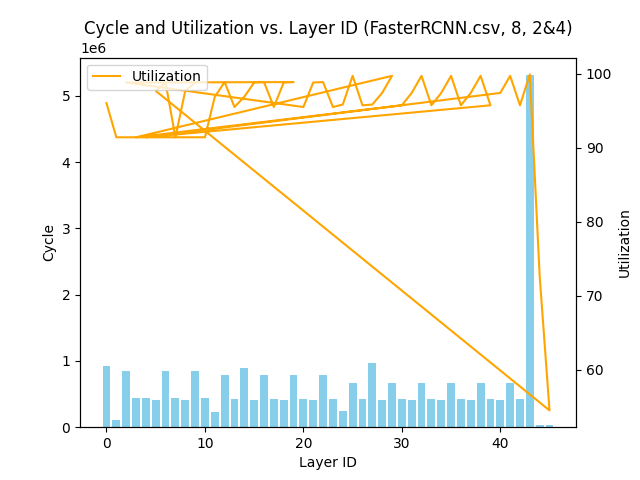 Cycle and Utilization vs. Layer ID (FasterRCNN.csv, 8, 2&4)
1e6
Utilization
5
4
3
2
1
0
Cycle
0
10
20
30
40
Layer ID
100
90
80
70
60
Utilization